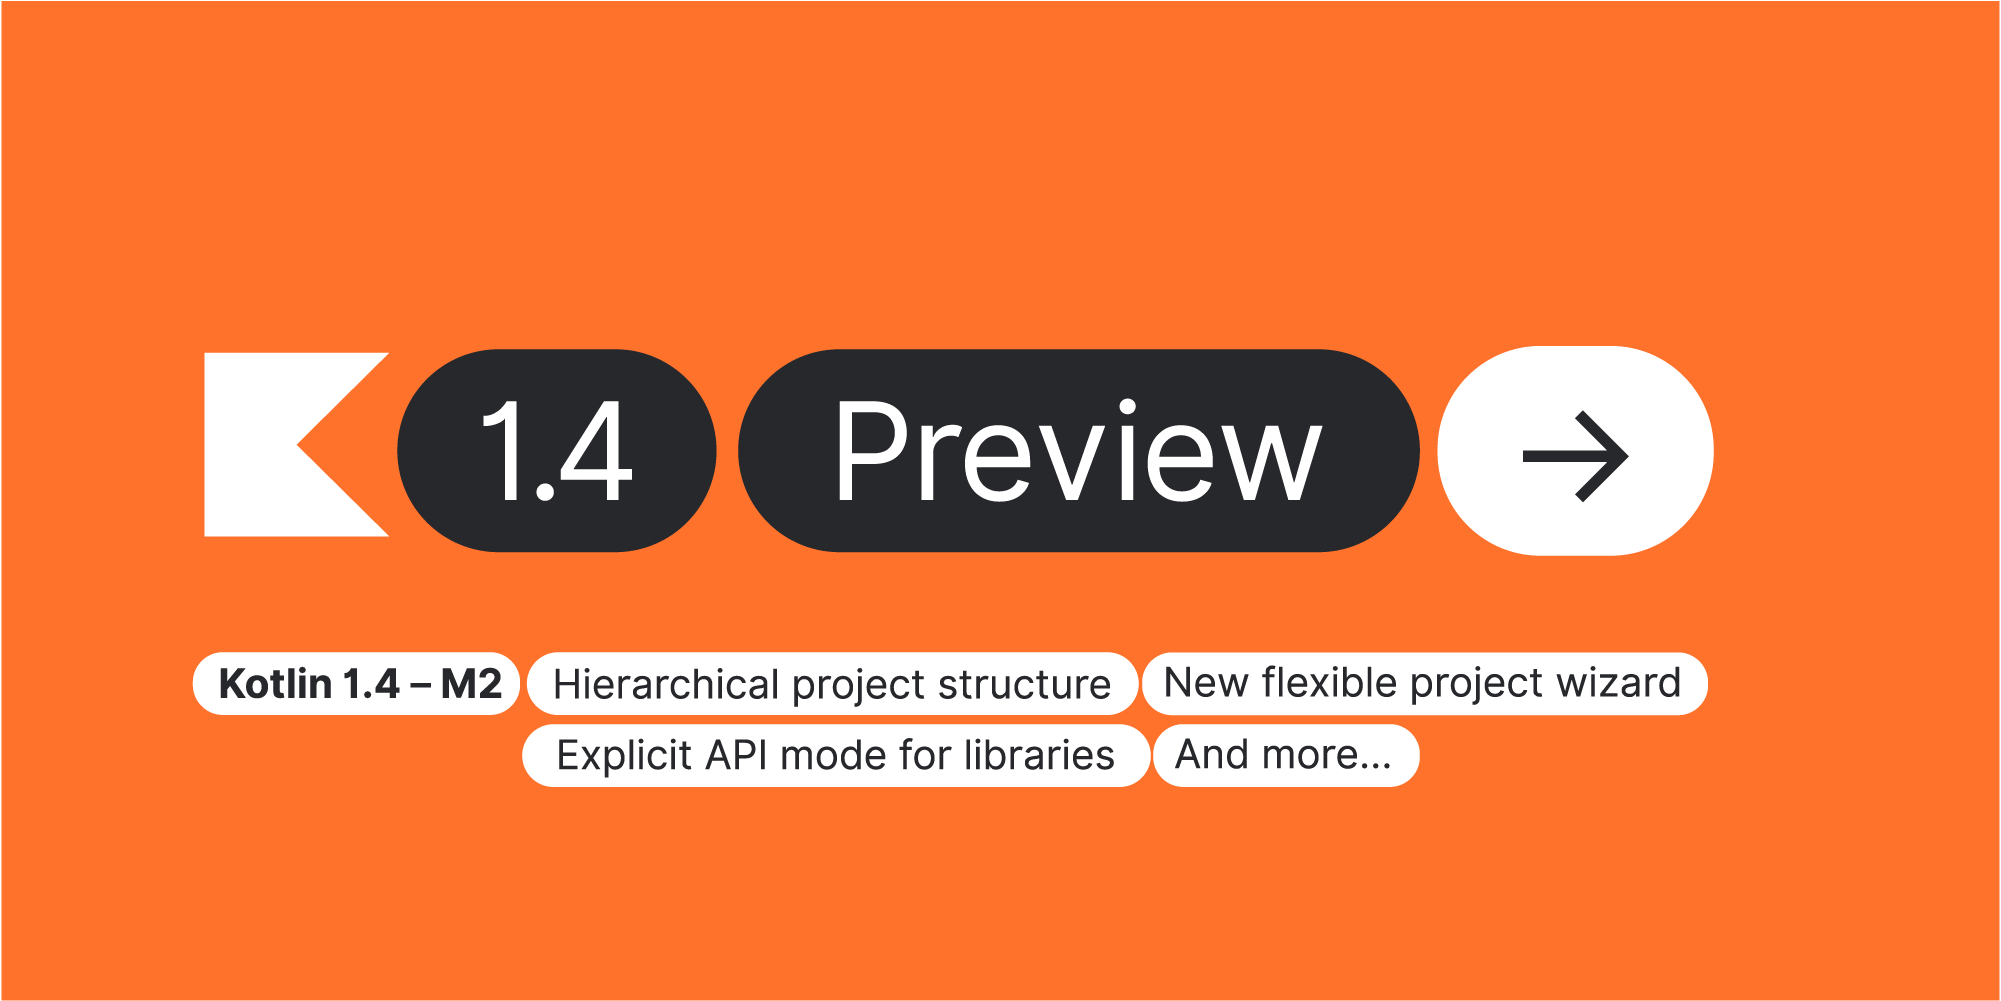 1.4 Preview →
Kotlin 1.4 – M2 Hierarchical project structure New flexible project wizard
Explicit API mode for libraries And more...